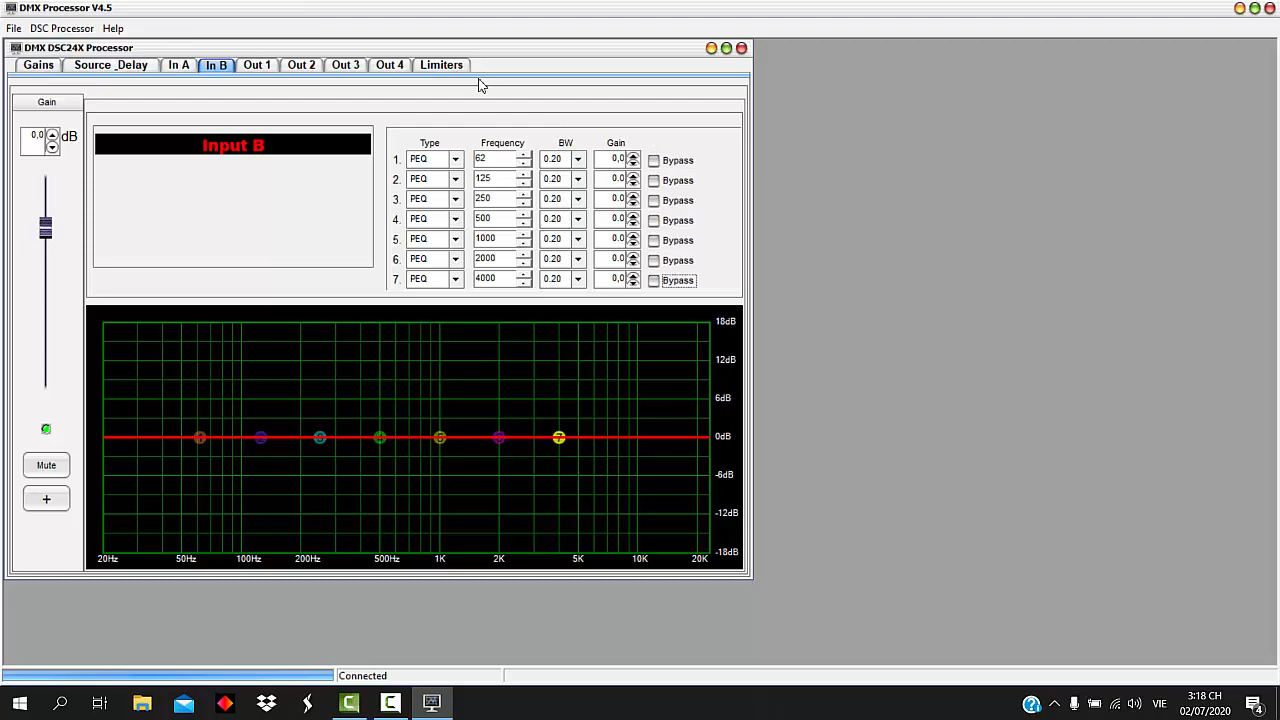 DMX Processor V4.5
File DSC Processor Help
DMX DSC24X Processor
Gains Source_Delay In A In B Out 1 Out 2 Out 3 Out 4 Limiters
Gain
0,0 dB
Input B
Type Frequency BW Gain
1. PEQ 62 0.20 0,0 Bypass
2. PEQ 125 0.20 0.0 Bypass
3. PEQ 250 0.20 0.0 Bypass
4. PEQ 500 0.20 0.0 Bypass
5. PEQ 1000 0.20 0.0 Bypass
6. PEQ 2000 0.20 0.0 Bypass
7. PEQ 4000 0.20 0,0 Bypass
18dB
12dB
6dB
0dB
-6dB
-12dB
-18dB
20Hz 50Hz 100Hz 200Hz 500Hz 1K 2K 5K 10K 20K
Mute
+
Connected
VIE
3:18 CH
02/07/2020
4